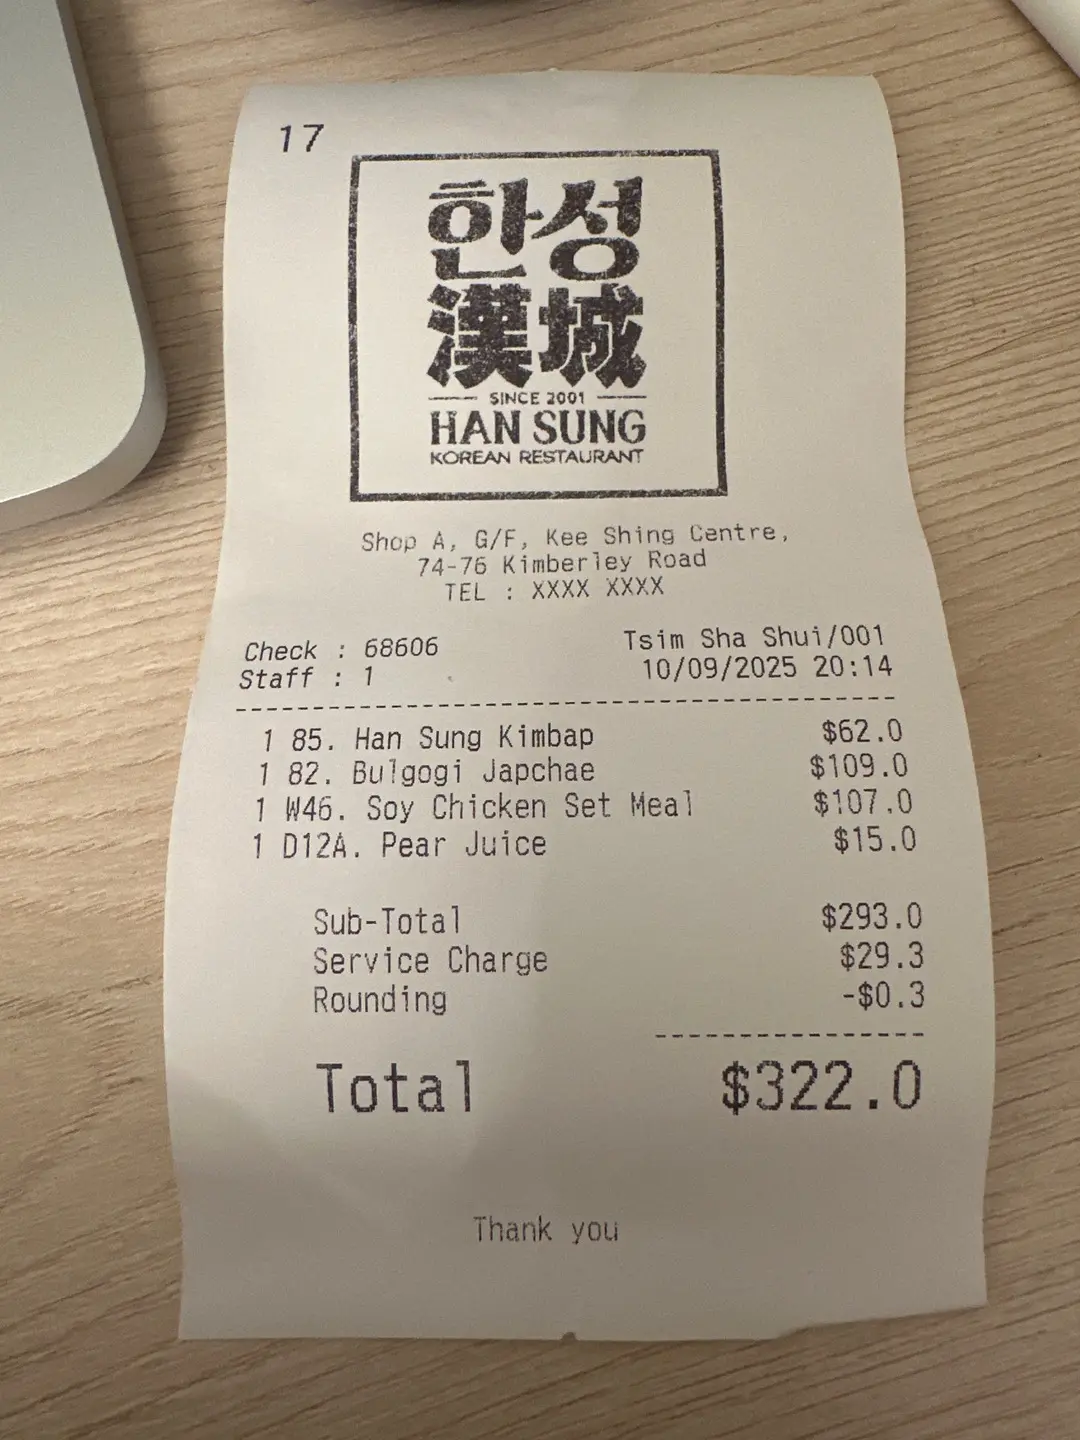 17
한성
漢城
SINCE 2001
HAN SUNG
KOREAN RESTAURANT
Shop A, G/F, Kee Shing Centre,
74-76 Kimberley Road
TEL : XXXX XXXX
Check : 68606 Tsim Sha Shui/001
Staff : 1 10/09/2025 20:14
1 85. Han Sung Kimbap $62.0
1 82. Bulgogi Japchae $109.0
1 W46. Soy Chicken Set Meal $107.0
1 D12A. Pear Juice $15.0
Sub-Total $293.0
Service Charge $29.3
Rounding -$0.3
Total $322.0
Thank you